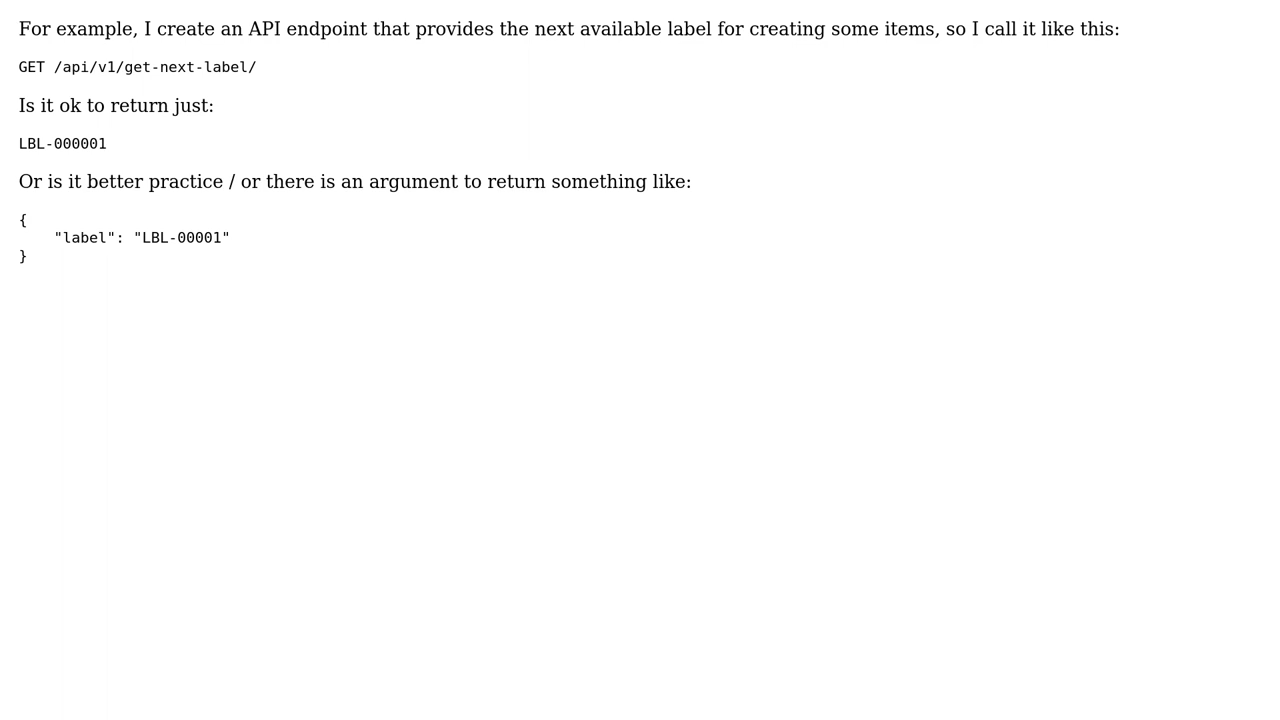 For example, I create an API endpoint that provides the next available label for creating some items, so I call it like this:
GET /api/v1/get-next-label/
Is it ok to return just:
LBL-000001
Or is it better practice / or there is an argument to return something like:
{
    "label": "LBL-00001"
}